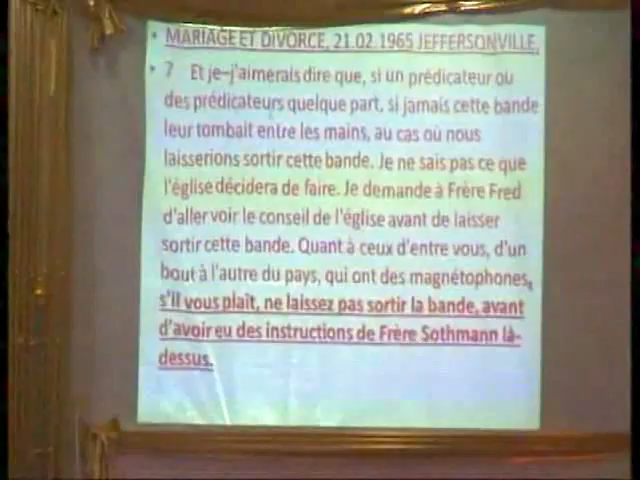 • MARIAGE ET DIVORCE, 21.02.1965 JEFFERSONVILLE,
• 7 Et je–j'aimerais dire que, si un prédicateur ou
des prédicateurs quelque part, si jamais cette bande
leur tombait entre les mains, au cas où nous
laisserions sortir cette bande. Je ne sais pas ce que
l'église décidera de faire. Je demande à Frère Fred
d'aller voir le conseil de l'église avant de laisser
sortir cette bande. Quant à ceux d'entre vous, d'un
bout à l'autre du pays, qui ont des magnétophones,
s'il vous plaît, ne laissez pas sortir la bande, avant
d'avoir eu des instructions de Frère Sothmann là-
dessus.